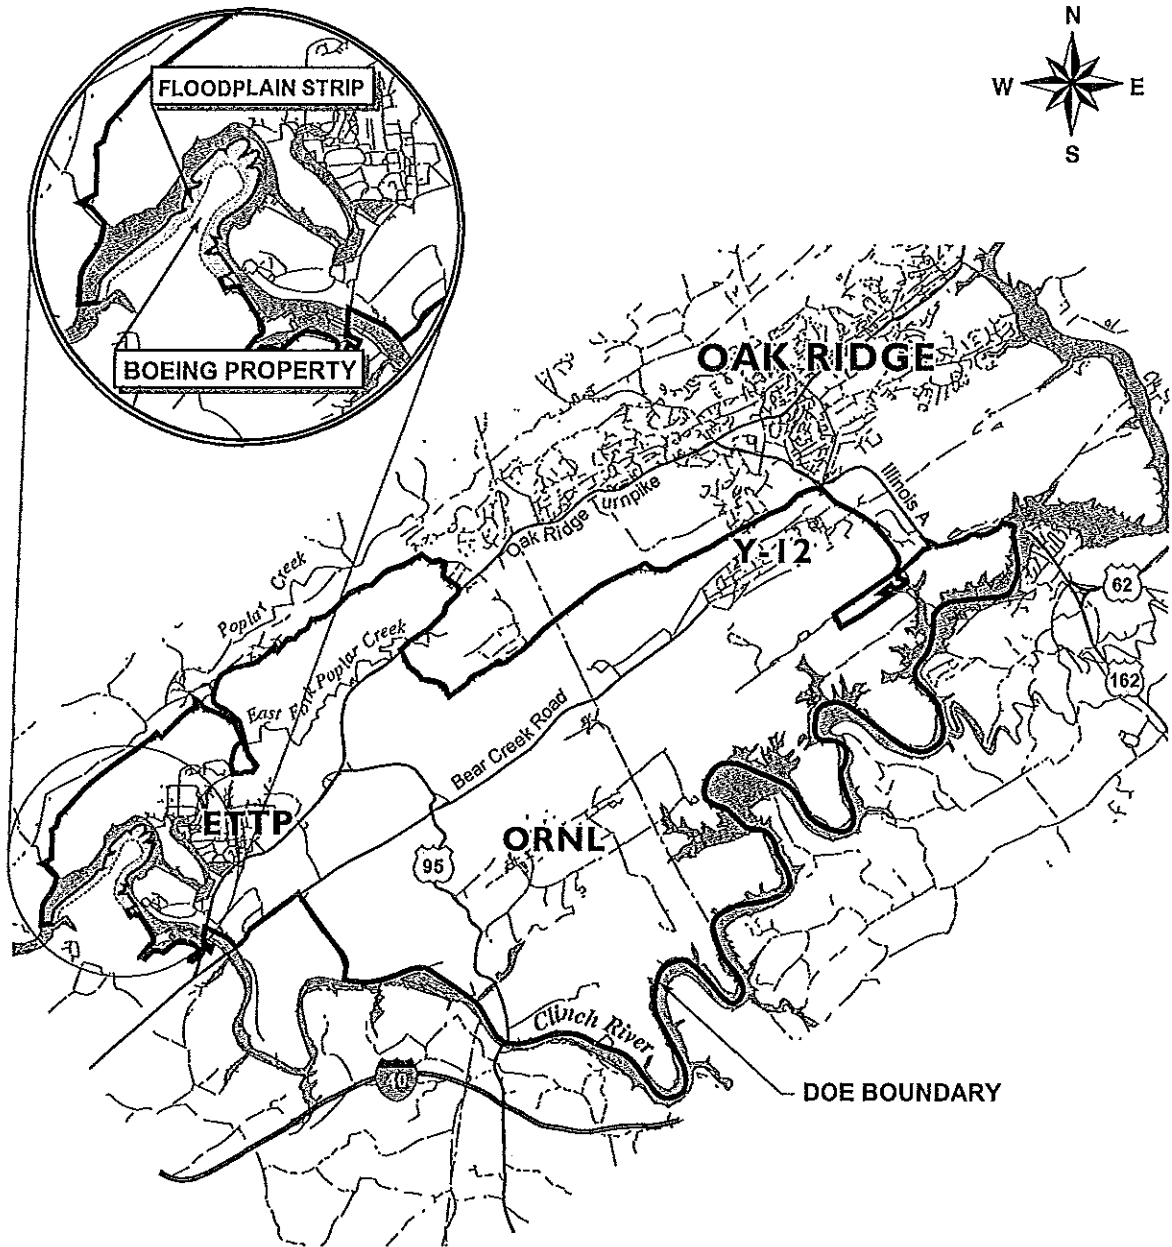 N
W E
S
FLOODPLAIN STRIP
BOEING PROPERTY
OAK RIDGE
Illinois A
Oak Ridge Turnpike
Y-12
62
Poplar Creek
East Fork Poplar Creek
162
Bear Creek Road
ETTP
ORNL
95
Clinch River
40
DOE BOUNDARY